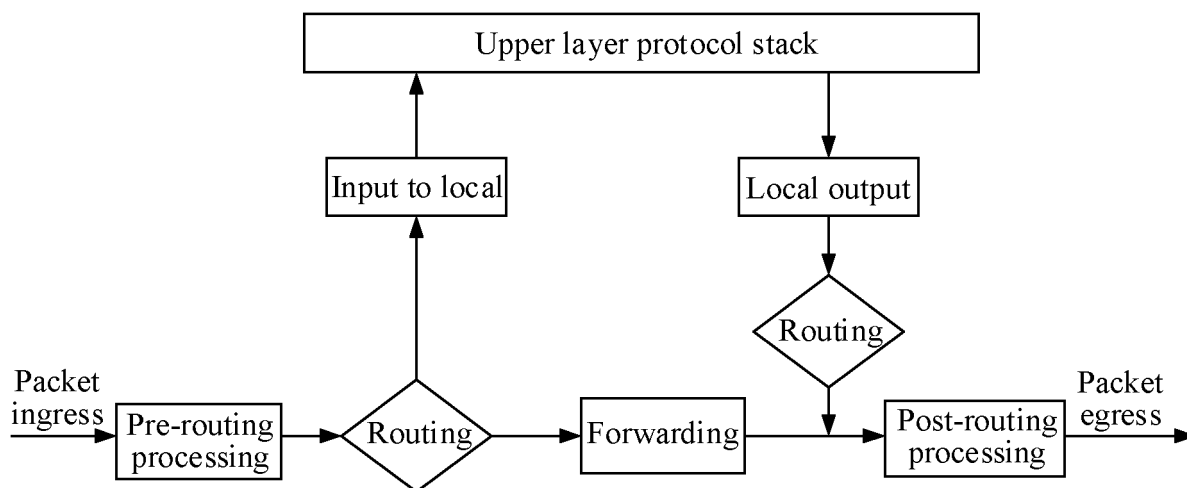 Upper layer protocol stack
Input to local
Local output
Routing
Packet
ingress
Pre-routing
processing
Routing
Forwarding
Post-routing
processing
Packet
egress